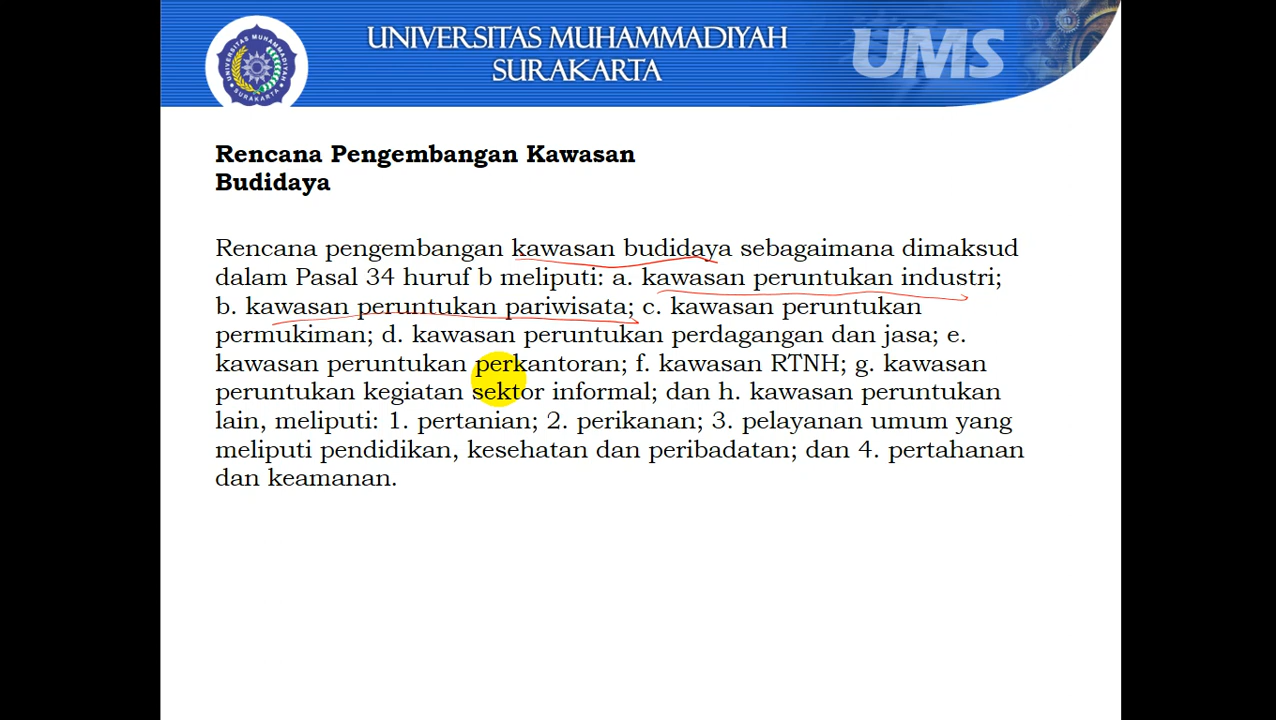 UNIVERSITAS MUHAMMADIYAH
SURAKARTA
UMS
UNIVERSITAS MUHAMMADIYAH
SURAKARTA
Rencana Pengembangan Kawasan
Budidaya
Rencana pengembangan kawasan budidaya sebagaimana dimaksud
dalam Pasal 34 huruf b meliputi: a. kawasan peruntukan industri;
b. kawasan peruntukan pariwisata; c. kawasan peruntukan
permukiman; d. kawasan peruntukan perdagangan dan jasa; e.
kawasan peruntukan perkantoran; f. kawasan RTNH; g. kawasan
peruntukan kegiatan sektor informal; dan h. kawasan peruntukan
lain, meliputi: 1. pertanian; 2. perikanan; 3. pelayanan umum yang
meliputi pendidikan, kesehatan dan peribadatan; dan 4. pertahanan
dan keamanan.